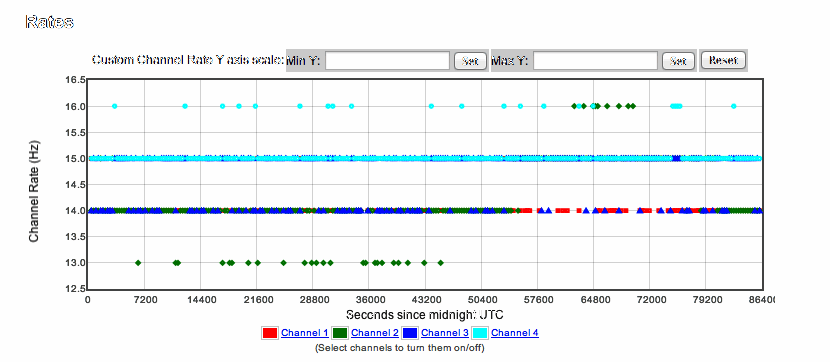 Rates
Custom Channel Rate Y axis scale: Min Y: Set Max Y: Set Reset
16.5
16.0
15.5
15.0
14.5
14.0
13.5
13.0
12.5
Channel Rate (Hz)
0 7200 14400 21600 28800 36000 43200 50400 57600 64800 72000 79200 86400
Seconds since midnight UTC
Channel 1 Channel 2 Channel 3 Channel 4
(Select channels to turn them on/off)